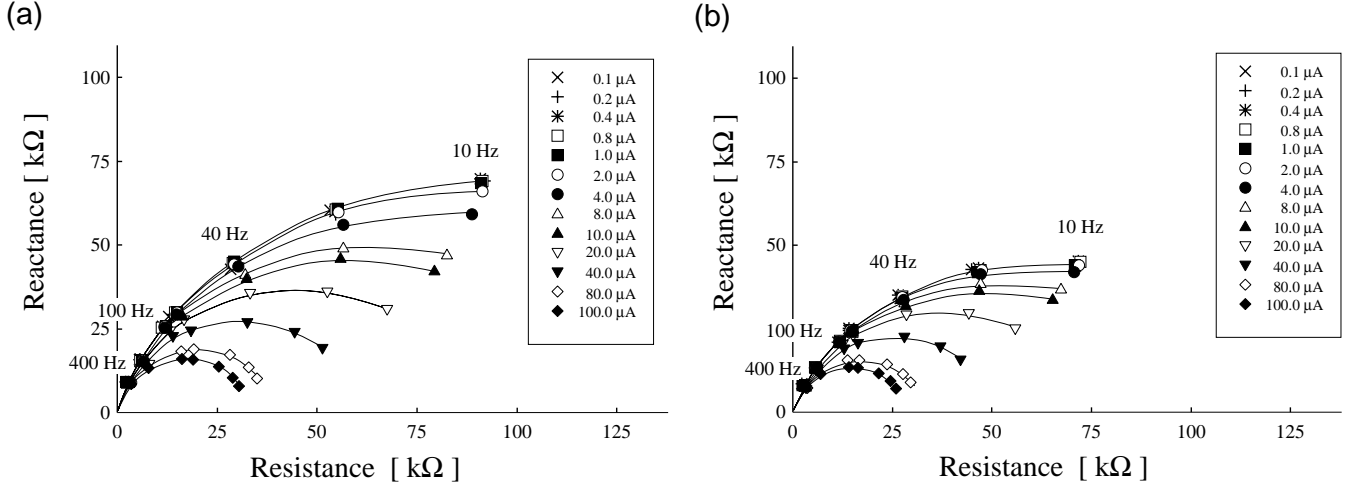 (a)
Reactance [ kΩ ]
100
75
50
25
0
10 Hz
40 Hz
100 Hz
400 Hz
0.1 μA
0.2 μA
0.4 μA
0.8 μA
1.0 μA
2.0 μA
4.0 μA
8.0 μA
10.0 μA
20.0 μA
40.0 μA
80.0 μA
100.0 μA
0 25 50 75 100 125
Resistance [ kΩ ]
(b)
Reactance [ kΩ ]
100
75
50
25
0
10 Hz
40 Hz
100 Hz
400 Hz
0.1 μA
0.2 μA
0.4 μA
0.8 μA
1.0 μA
2.0 μA
4.0 μA
8.0 μA
10.0 μA
20.0 μA
40.0 μA
80.0 μA
100.0 μA
0 25 50 75 100 125
Resistance [ kΩ ]